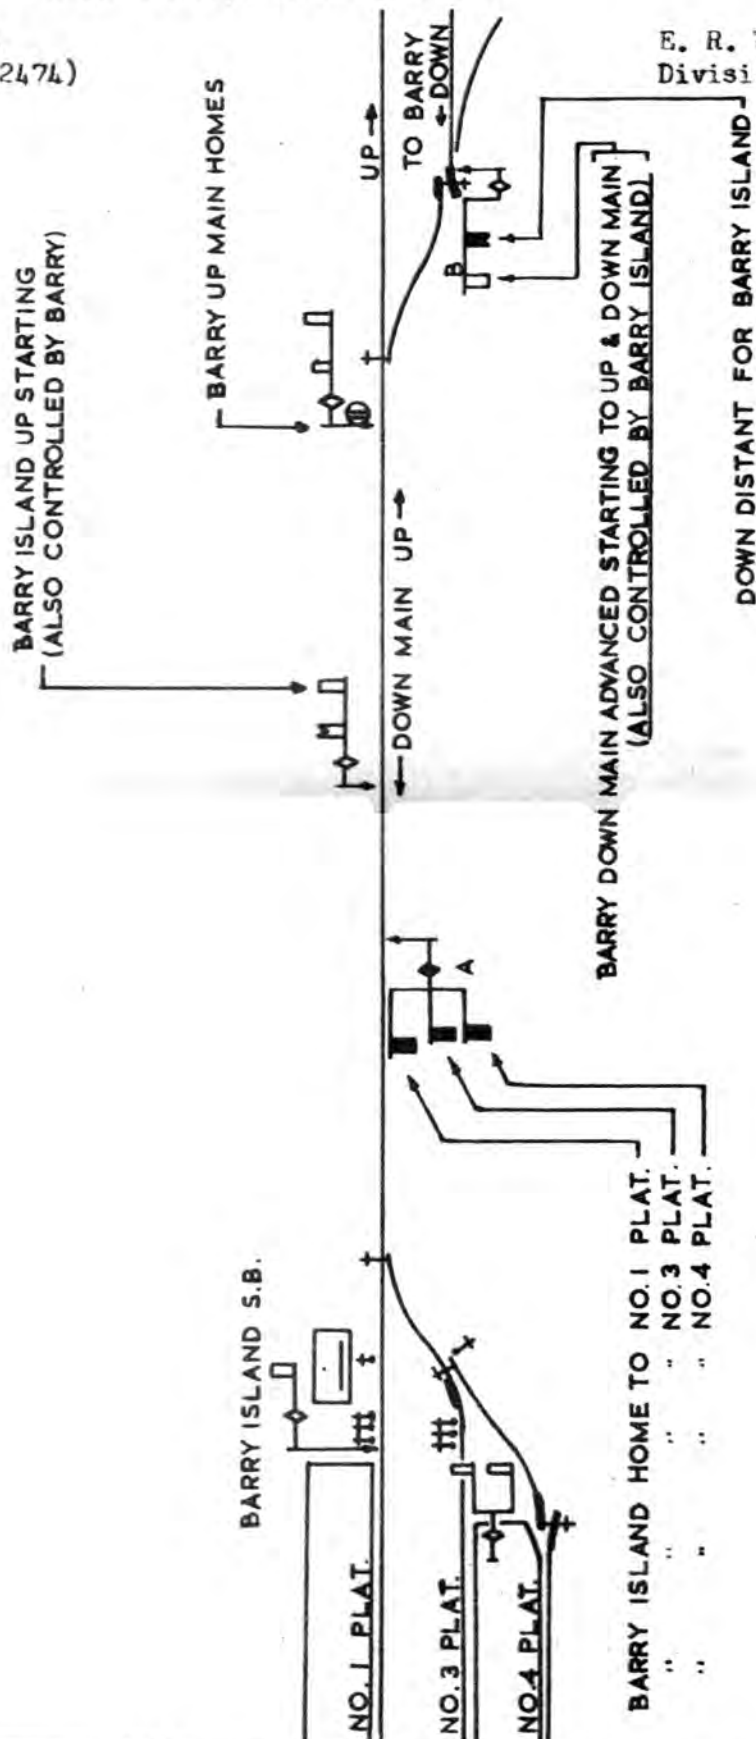 2474)
E. R.
Divisi
BARRY ISLAND UP STARTING
(ALSO CONTROLLED BY BARRY)
BARRY UP MAIN HOMES
UP →
TO BARRY
← DOWN
B
M
← DOWN MAIN UP →
BARRY DOWN MAIN ADVANCED STARTING TO UP & DOWN MAIN
(ALSO CONTROLLED BY BARRY ISLAND)
DOWN DISTANT FOR BARRY ISLAND
A
BARRY ISLAND S.B.
NO. 1 PLAT.
NO. 3 PLAT.
NO. 4 PLAT.
BARRY ISLAND HOME TO NO. 1 PLAT.
" " " " NO. 3 PLAT.
" " " " NO. 4 PLAT.